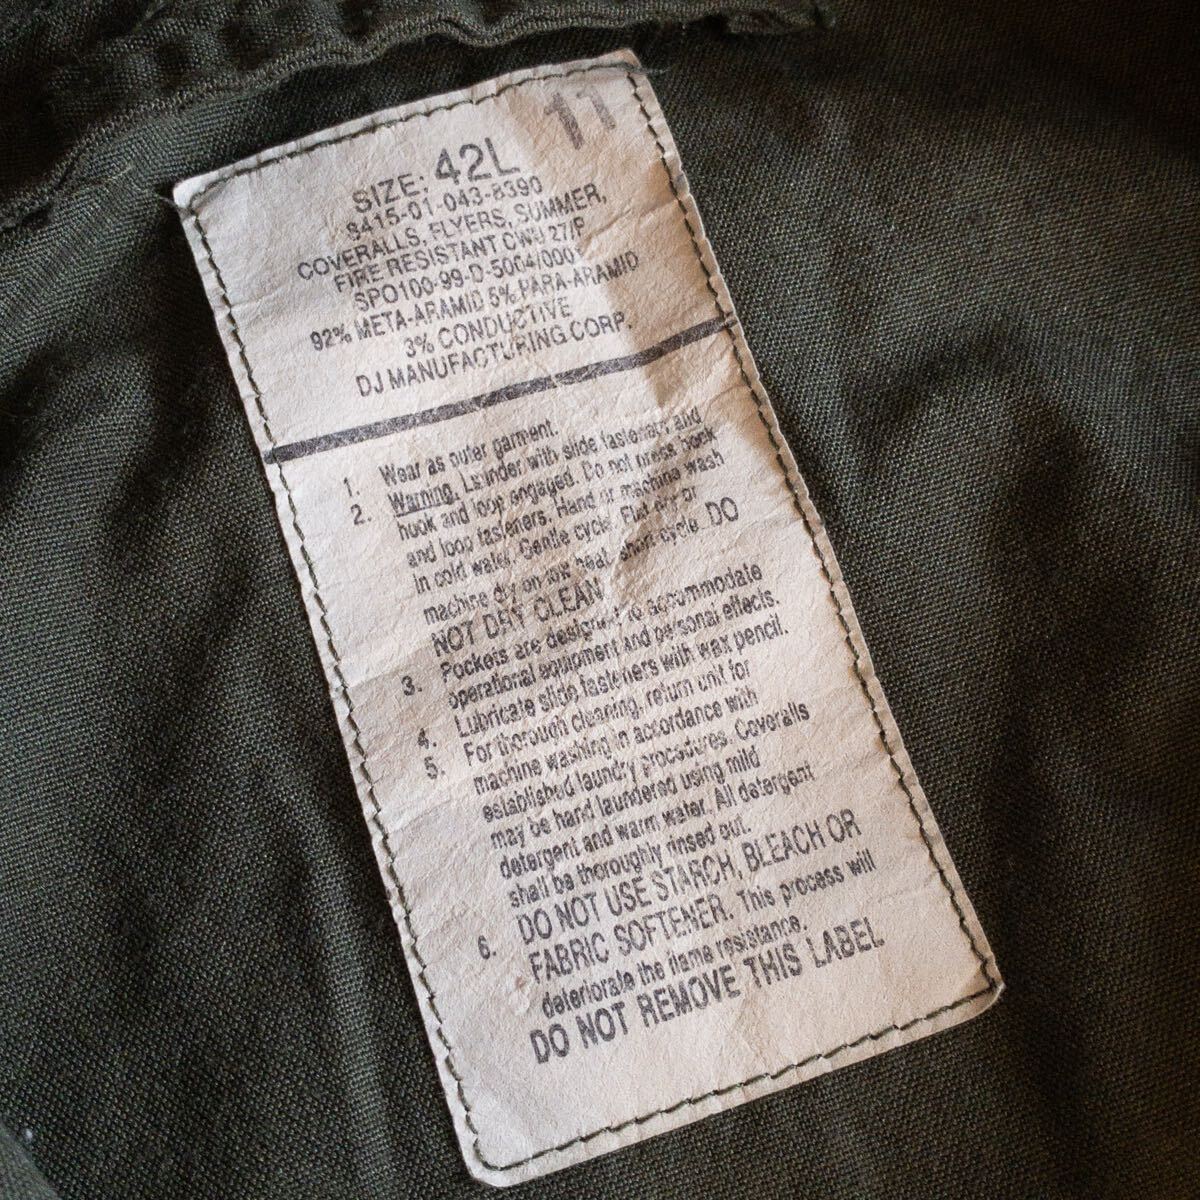 11
SIZE: 42L
8415-01-043-8390
COVERALLS, FLYERS, SUMMER,
FIRE RESISTANT CWU 27/P
SPO100-99-D-5004/0001
92% META-ARAMID 5% PARA-ARAMID
3% CONDUCTIVE
DJ MANUFACTURING CORP.
1. Wear as outer garment.
2. Warning. Launder with slide fasteners and
hook and loop engaged. Do not press hook
and loop fasteners. Hand or machine wash
in cold water. Gentle cycle. Flat dry or
machine dry on low heat, short cycle. DO
NOT DRY CLEAN
3. Pockets are designed to accommodate
operational equipment and personal effects.
4. Lubricate slide fasteners with wax pencil.
5. For thorough cleaning, return unit for
machine washing in accordance with
established laundry procedures. Coveralls
may be hand laundered using mild
detergent and warm water. All detergent
shall be thoroughly rinsed out.
6. DO NOT USE STARCH, BLEACH OR
FABRIC SOFTENER. This process will
deteriorate the flame resistance.
DO NOT REMOVE THIS LABEL